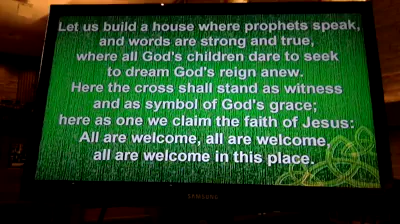 Let us build a house where prophets speak,
and words are strong and true,
where all God's children dare to seek
to dream God's reign anew.
Here the cross shall stand as witness
and as symbol of God's grace;
here as one we claim the faith of Jesus:
All are welcome, all are welcome,
all are welcome in this place.
SAMSUNG